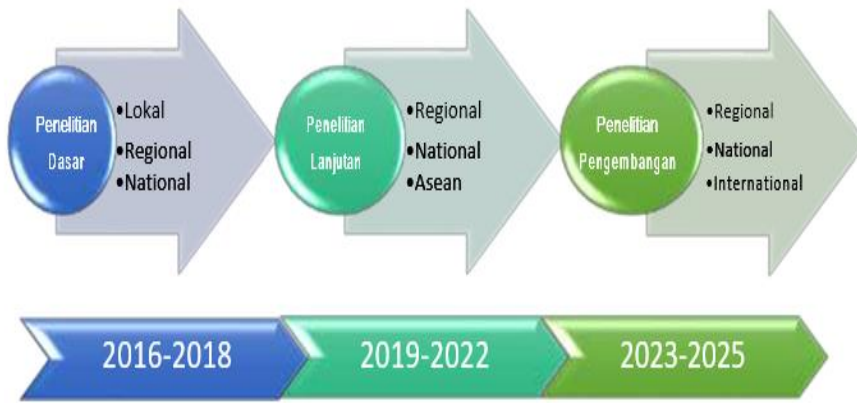 Penelitian
Dasar
•Lokal
•Regional
•National
Penelitian
Lanjutan
•Regional
•National
•Asean
Penelitian
Pengembangan
•Regional
•National
•International
2016-2018
2019-2022
2023-2025